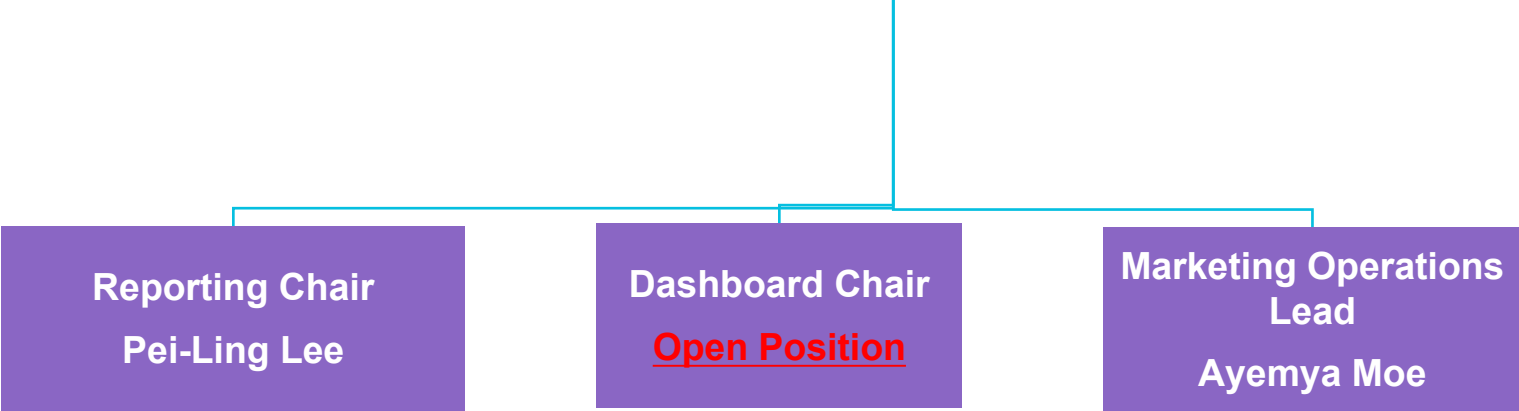 Reporting Chair
Pei-Ling Lee
Dashboard Chair
Open Position
Marketing Operations
Lead
Ayemya Moe